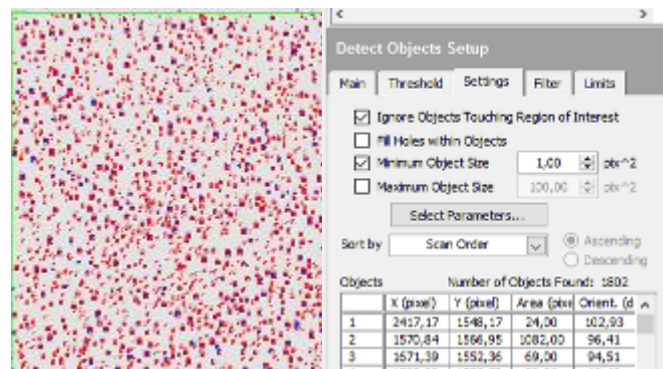 Detect Objects Setup
Main Threshold Settings Filter Limits
Ignore Objects Touching Region of Interest
Fill Holes within Objects
Minimum Object Size 1,00 pix^2
Maximum Object Size 100,00 pix^2
Select Parameters...
Sort by Scan Order Ascending
Descending
Objects Number of Objects Found: 1802
X (pixel) Y (pixel) Area (pixe Orient. (d
1 2417,17 1548,17 24,00 102,93
2 1570,84 1566,95 1082,00 96,41
3 1671,39 1552,36 69,00 94,51